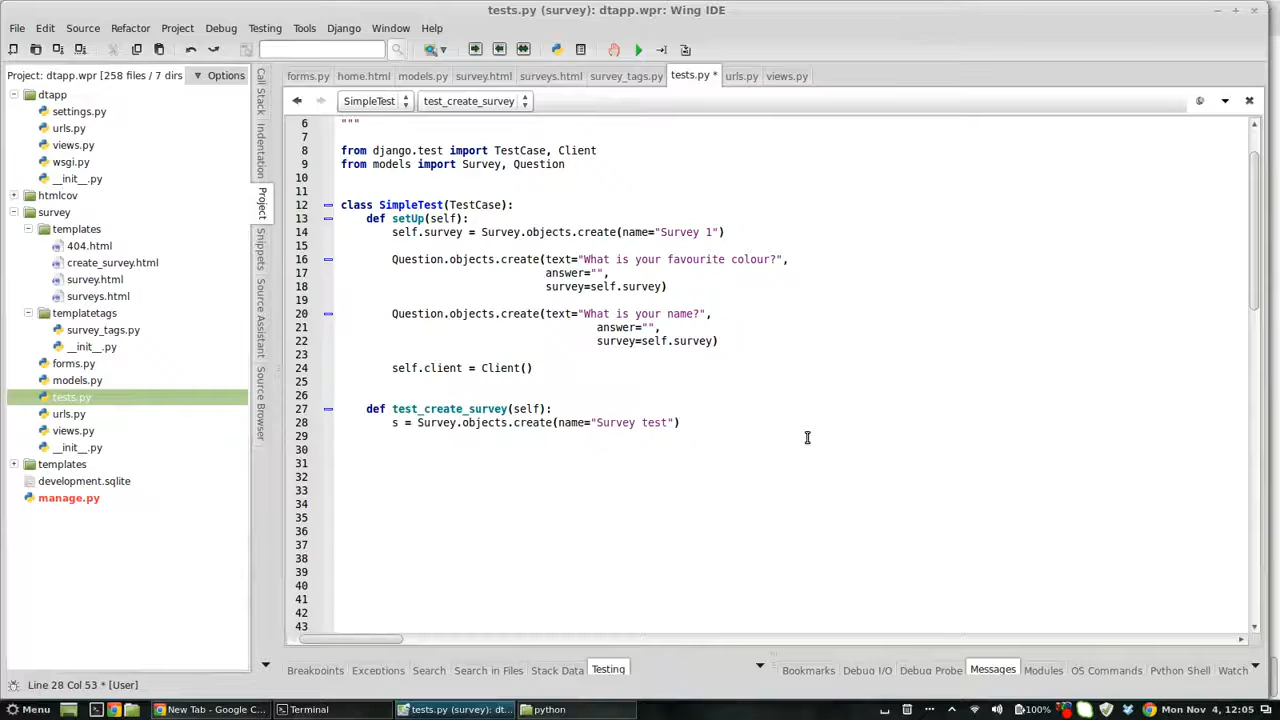 tests.py (survey): dtapp.wpr: Wing IDE
File Edit Source Refactor Project Debug Testing Tools Django Window Help
Project: dtapp.wpr [258 files / 7 dirs Options
forms.py home.html models.py survey.html surveys.html survey_tags.py tests.py * urls.py views.py
SimpleTest test_create_survey
dtapp
settings.py
urls.py
views.py
wsgi.py
__init__.py
htmlcov
survey
templates
404.html
create_survey.html
survey.html
surveys.html
templatetags
survey_tags.py
__init__.py
forms.py
models.py
tests.py
urls.py
views.py
__init__.py
templates
development.sqlite
manage.py
Call Stack
Indentation
Project
Snippets
Source Assistant
Source Browser
6 """
7
8 from django.test import TestCase, Client
9 from models import Survey, Question
10
11
12 class SimpleTest(TestCase):
13 def setUp(self):
14 self.survey = Survey.objects.create(name="Survey 1")
15
16 Question.objects.create(text="What is your favourite colour?",
17 answer="",
18 survey=self.survey)
19
20 Question.objects.create(text="What is your name?",
21 answer="",
22 survey=self.survey)
23
24 self.client = Client()
25
26
27 def test_create_survey(self):
28 s = Survey.objects.create(name="Survey test")
29
30
31
32
33
34
35
36
37
38
39
40
41
42
43
Breakpoints Exceptions Search Search in Files Stack Data Testing
Bookmarks Debug I/O Debug Probe Messages Modules OS Commands Python Shell Watch
Line 28 Col 53 * [User]
Menu New Tab - Google C... Terminal tests.py (survey): dt... python 100% Mon Nov 4, 12:05